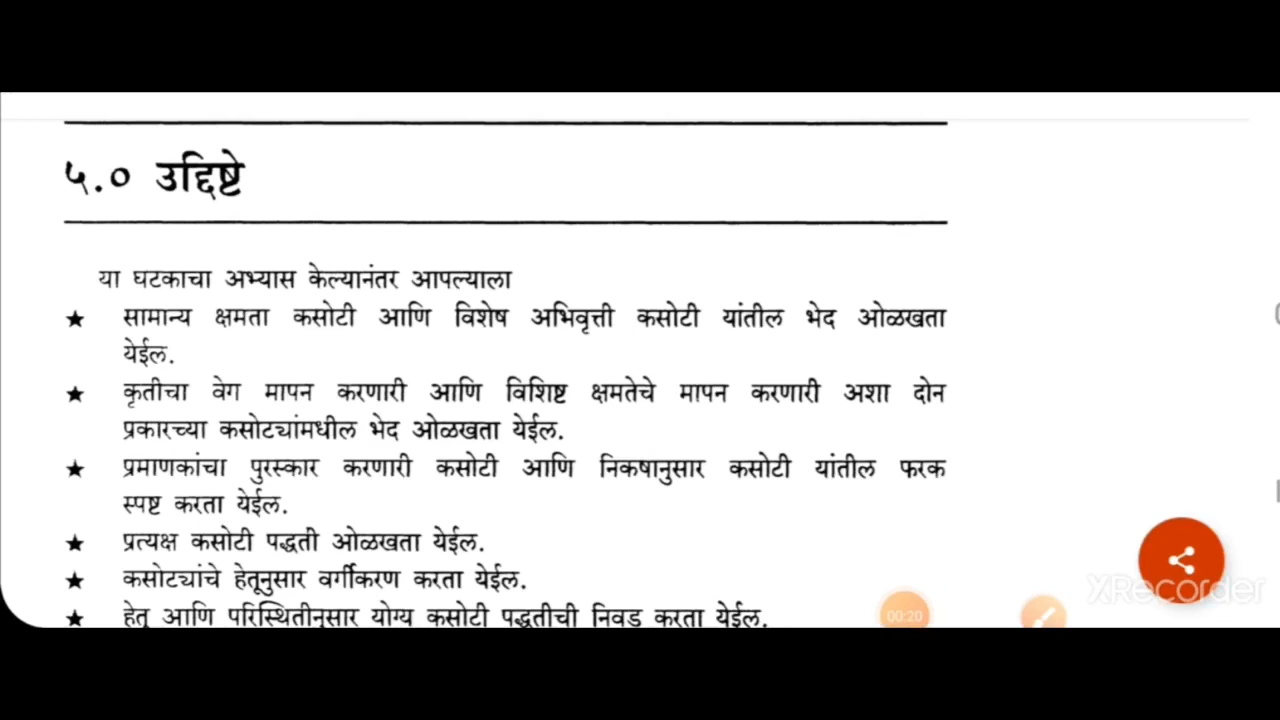 ५.० उद्दिष्टे
या घटकाचा अभ्यास केल्यानंतर आपल्याला
★ सामान्य क्षमता कसोटी आणि विशेष अभिवृत्ती कसोटी यांतील भेद ओळखता
येईल.
★ कृतीचा वेग मापन करणारी आणि विशिष्ट क्षमतेचे मापन करणारी अशा दोन
प्रकारच्या कसोट्यांमधील भेद ओळखता येईल.
★ प्रमाणकांचा पुरस्कार करणारी कसोटी आणि निकषानुसार कसोटी यांतील फरक
स्पष्ट करता येईल.
★ प्रत्यक्ष कसोटी पद्धती ओळखता येईल.
★ कसोट्यांचे हेतूनुसार वर्गीकरण करता येईल.
★ हेतू आणि परिस्थितीनुसार योग्य कसोटी पद्धतीची निवड करता येईल.
00:20
XRecorder